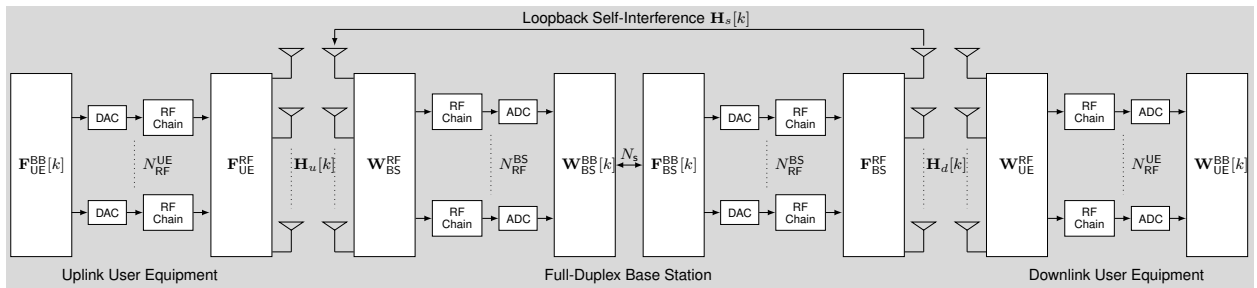 Loopback Self-Interference H_s[k]
F_UE^BB[k]
DAC
RF
Chain
N_RF^UE
DAC
RF
Chain
F_UE^RF
H_u[k]
W_BS^RF
RF
Chain
ADC
N_RF^BS
RF
Chain
ADC
W_BS^BB[k]
N_s
F_BS^BB[k]
DAC
RF
Chain
N_RF^BS
DAC
RF
Chain
F_BS^RF
H_d[k]
W_UE^RF
RF
Chain
ADC
N_RF^UE
RF
Chain
ADC
W_UE^BB[k]
Uplink User Equipment
Full-Duplex Base Station
Downlink User Equipment